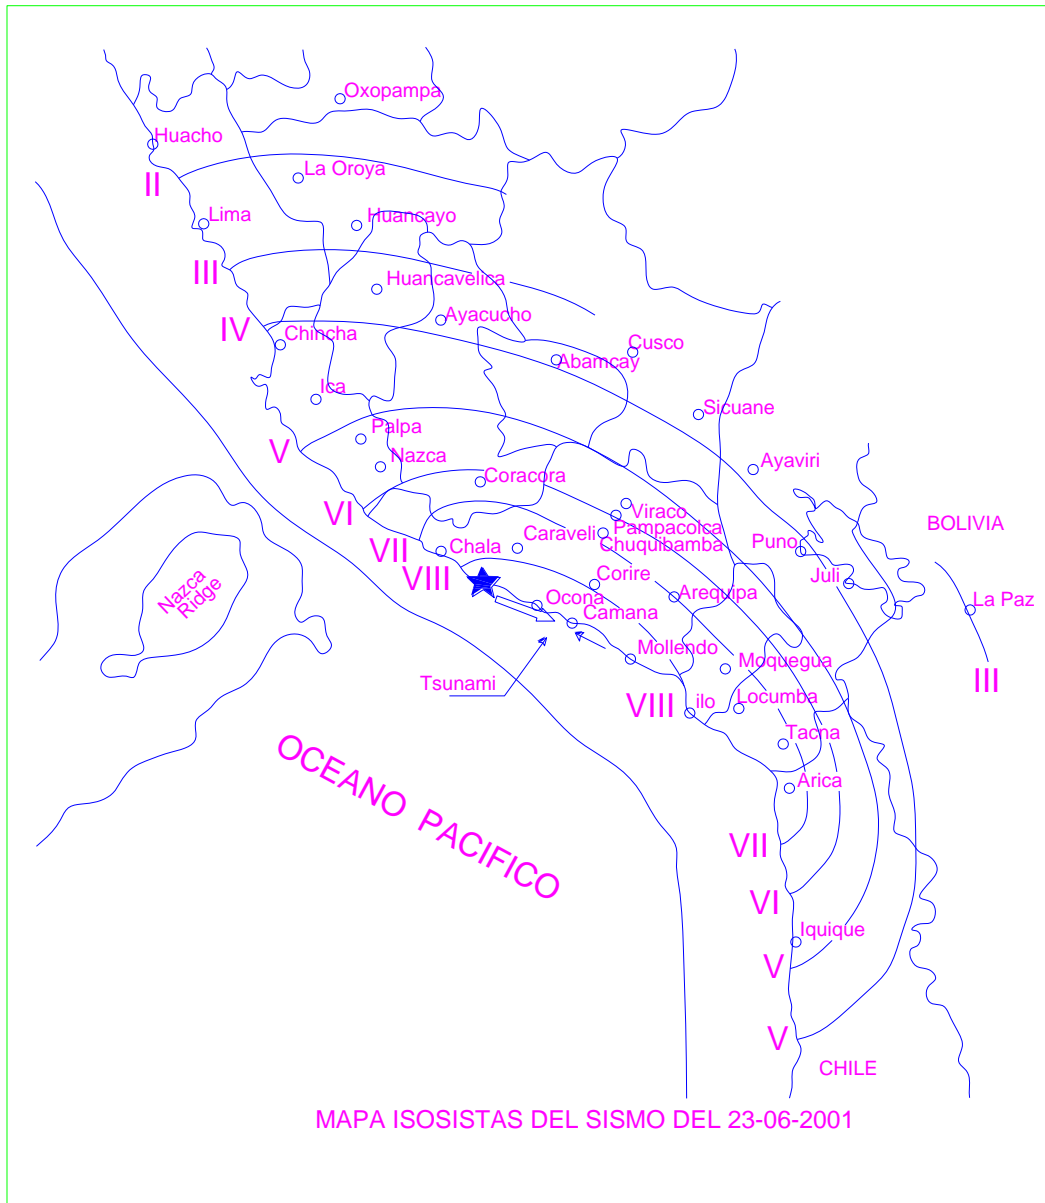 Oxopampa
Huacho
La Oroya
II
Lima
Huancayo
III
Huancavelica
IV
Ayacucho
Chincha
Cusco
Abamcay
Ica
Sicuane
Palpa
V
Nazca
Ayaviri
Coracora
VI
Viraco
BOLIVIA
Pampacolca
Caraveli
Chuquibamba
Puno
VII
Chala
VIII
Juli
Nazca
Ridge
Corire
Arequipa
La Paz
Ocona
Camana
Mollendo
Moquegua
Tsunami
III
VIII
ilo
Locumba
Tacna
OCEANO PACIFICO
Arica
VII
VI
Iquique
V
V
CHILE
MAPA ISOSISTAS DEL SISMO DEL 23-06-2001